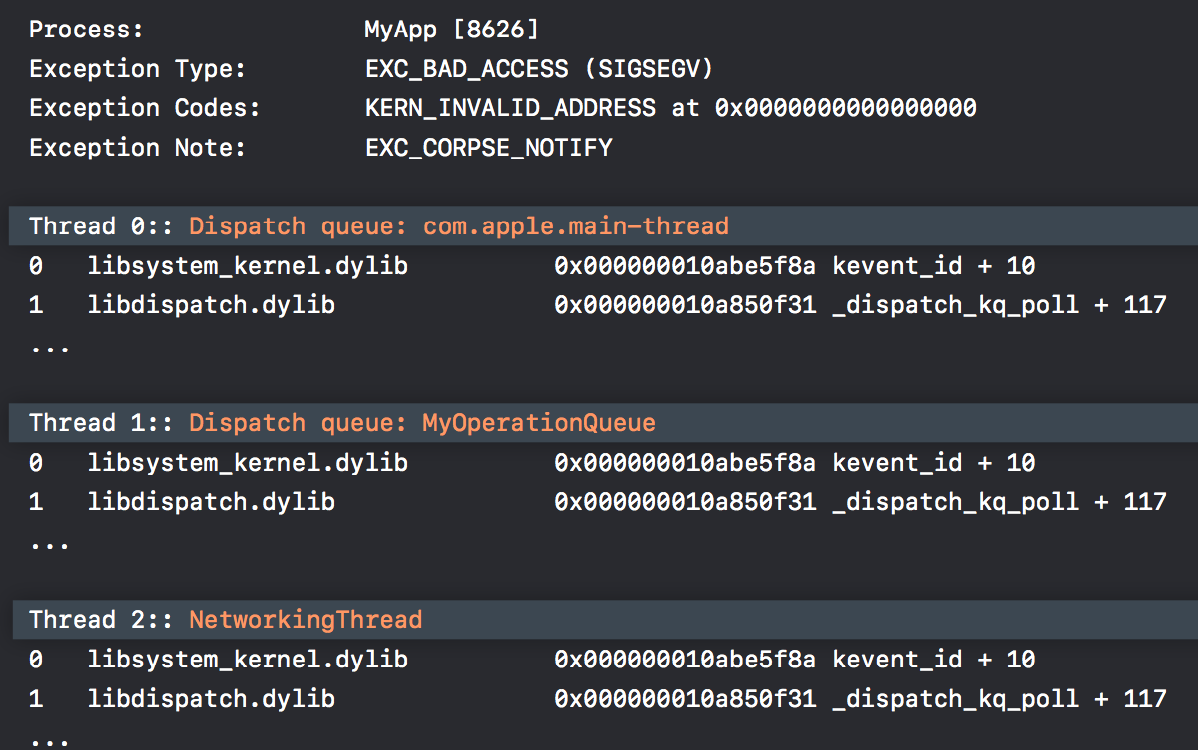 Process: MyApp [8626]
Exception Type: EXC_BAD_ACCESS (SIGSEGV)
Exception Codes: KERN_INVALID_ADDRESS at 0x0000000000000000
Exception Note: EXC_CORPSE_NOTIFY
Thread 0:: Dispatch queue: com.apple.main-thread
0 libsystem_kernel.dylib 0x000000010abe5f8a kevent_id + 10
1 libdispatch.dylib 0x000000010a850f31 _dispatch_kq_poll + 117
...
Thread 1:: Dispatch queue: MyOperationQueue
0 libsystem_kernel.dylib 0x000000010abe5f8a kevent_id + 10
1 libdispatch.dylib 0x000000010a850f31 _dispatch_kq_poll + 117
...
Thread 2:: NetworkingThread
0 libsystem_kernel.dylib 0x000000010abe5f8a kevent_id + 10
1 libdispatch.dylib 0x000000010a850f31 _dispatch_kq_poll + 117
...